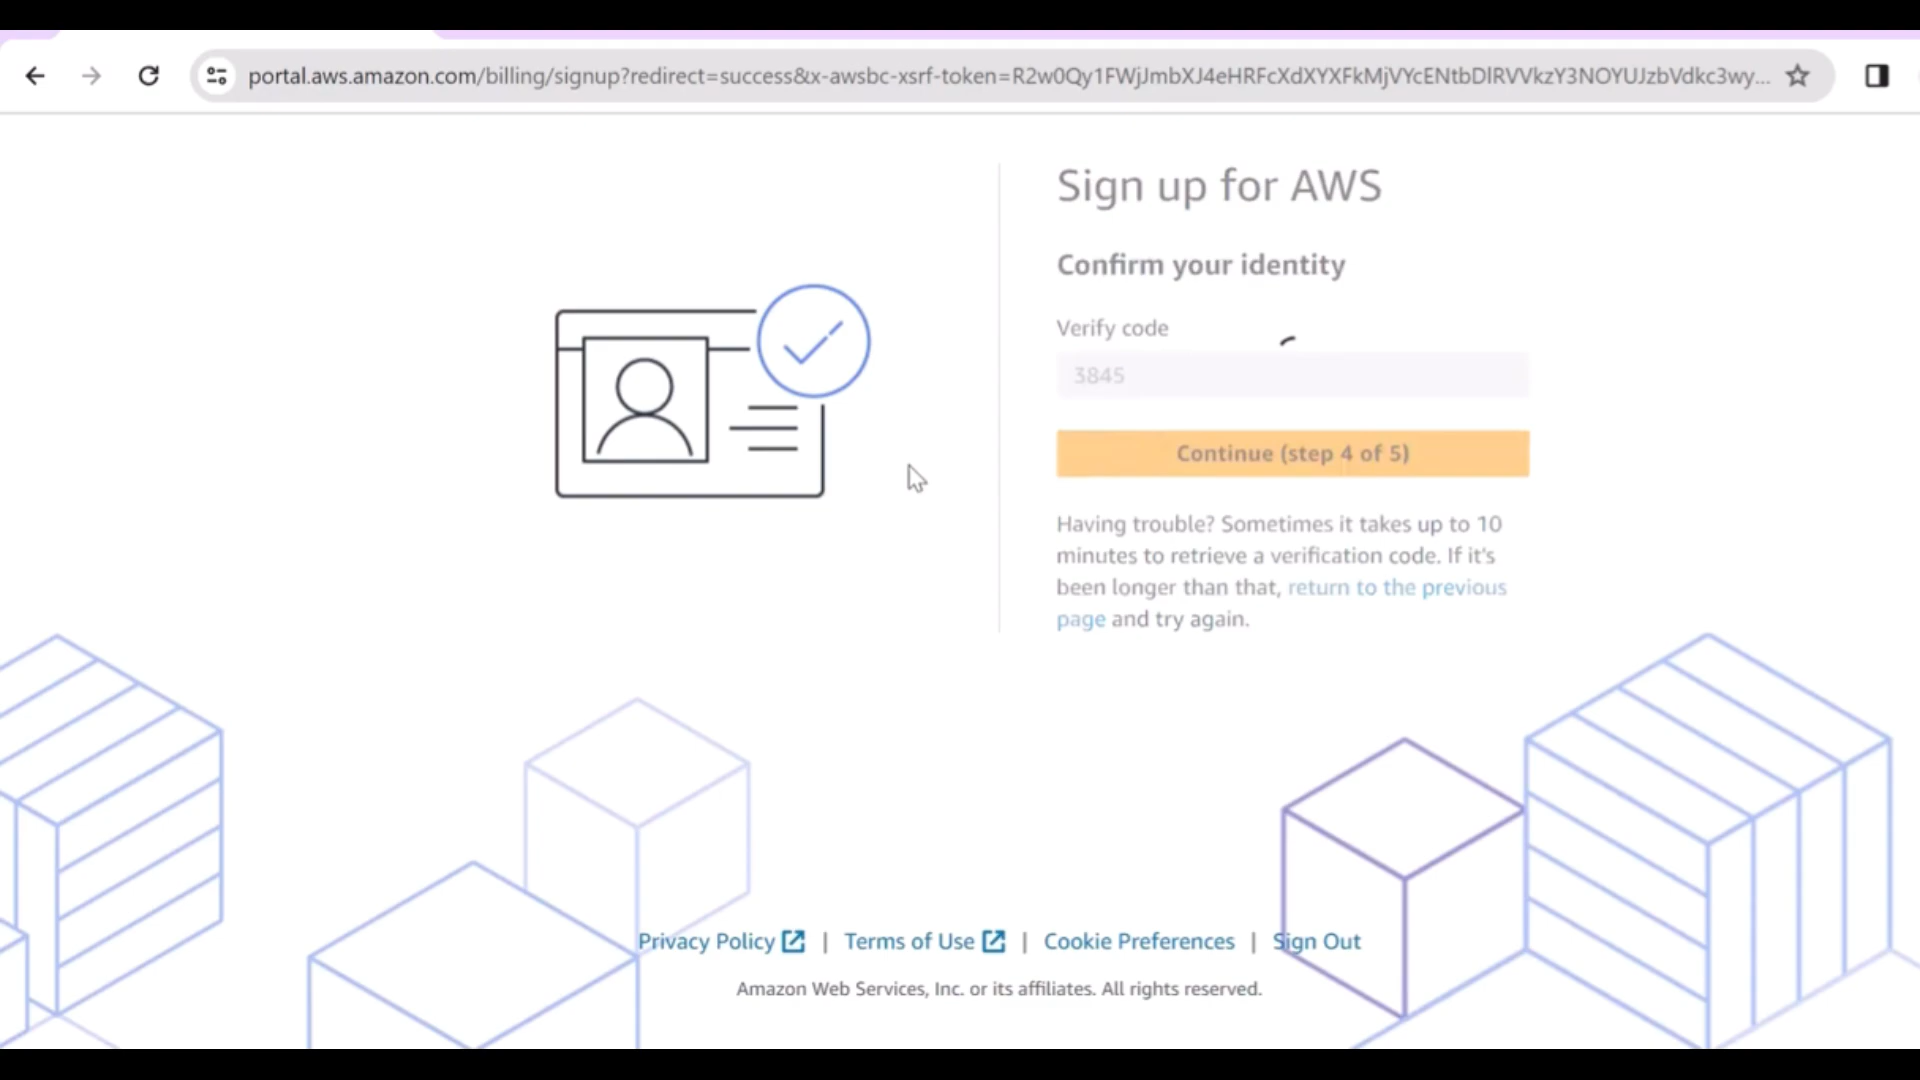 portal.aws.amazon.com/billing/signup?redirect=success&x-awsbc-xsrf-token=R2w0Qy1FWjJmbXJ4eHRFcXdXYXFkMjVYcENtbDlRVVkzY3NOYUJzbVdkc3wy...
Sign up for AWS
Confirm your identity
Verify code
3845
Continue (step 4 of 5)
Having trouble? Sometimes it takes up to 10
minutes to retrieve a verification code. If it's
been longer than that, return to the previous
page and try again.
Privacy Policy | Terms of Use | Cookie Preferences | Sign Out
Amazon Web Services, Inc. or its affiliates. All rights reserved.